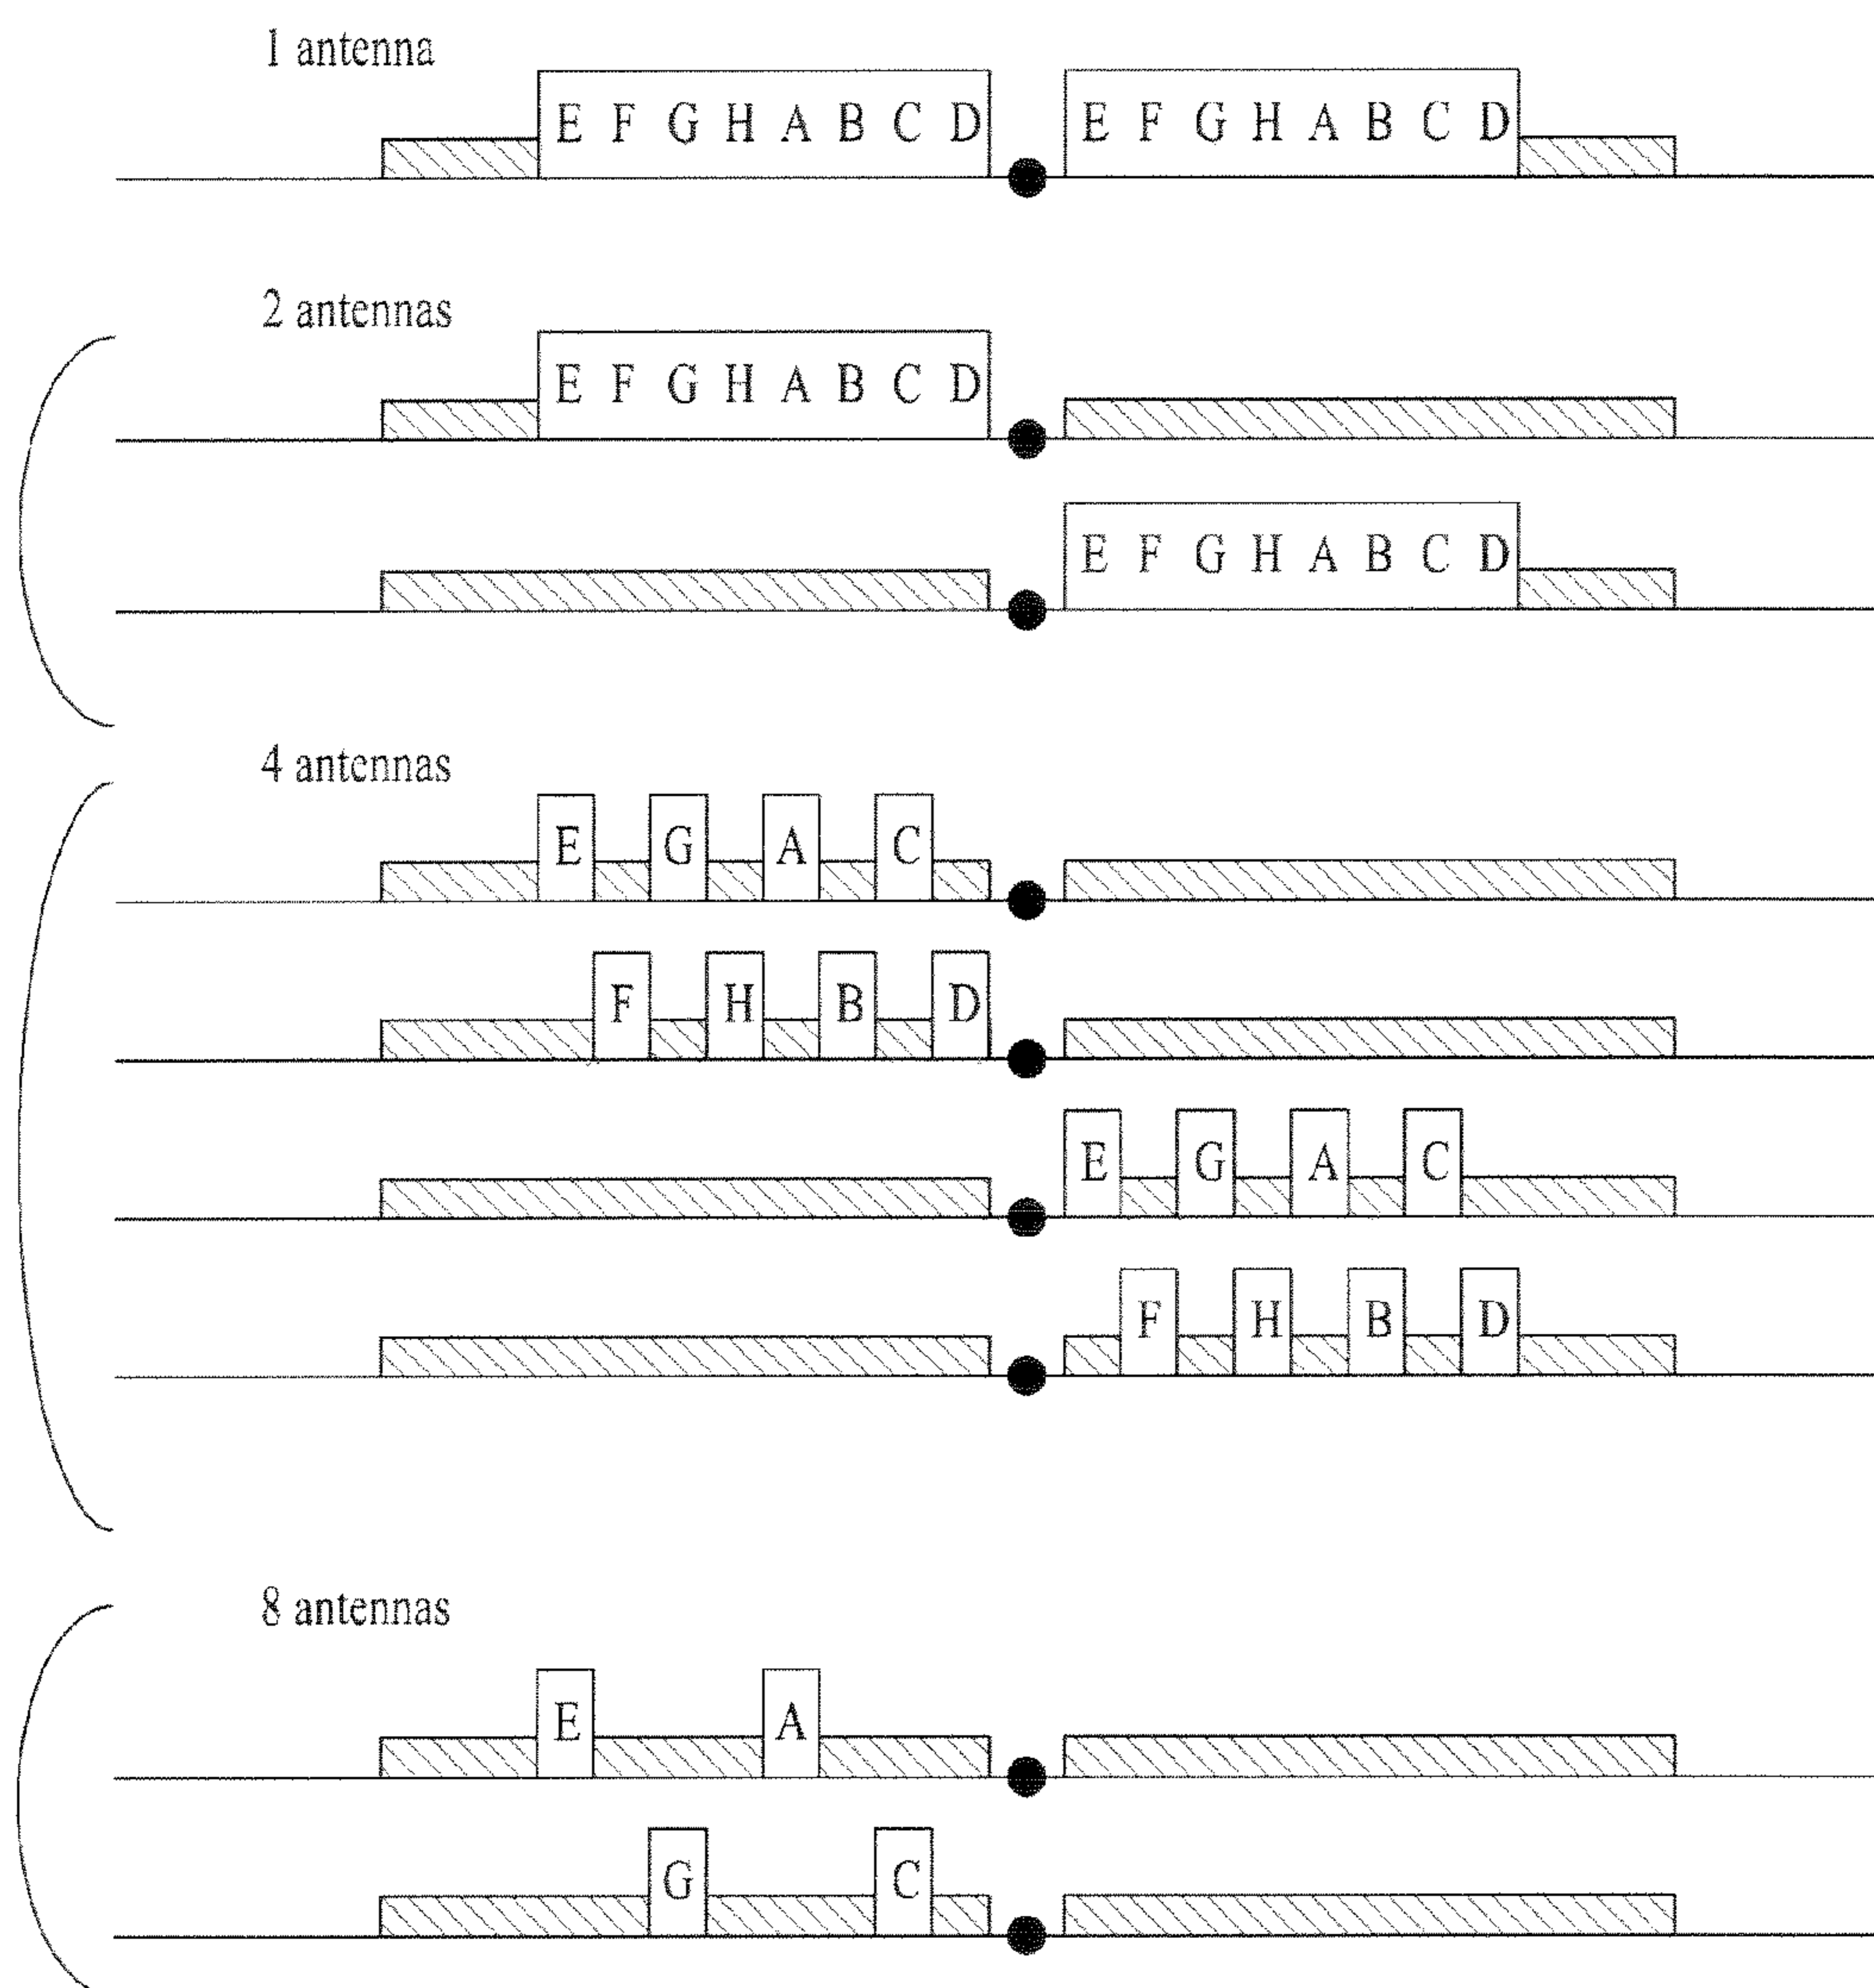 1 antenna
E F G H A B C D E F G H A B C D
2 antennas
E F G H A B C D
E F G H A B C D
4 antennas
E G A C
F H B D
E G A C
F H B D
8 antennas
E A
G C